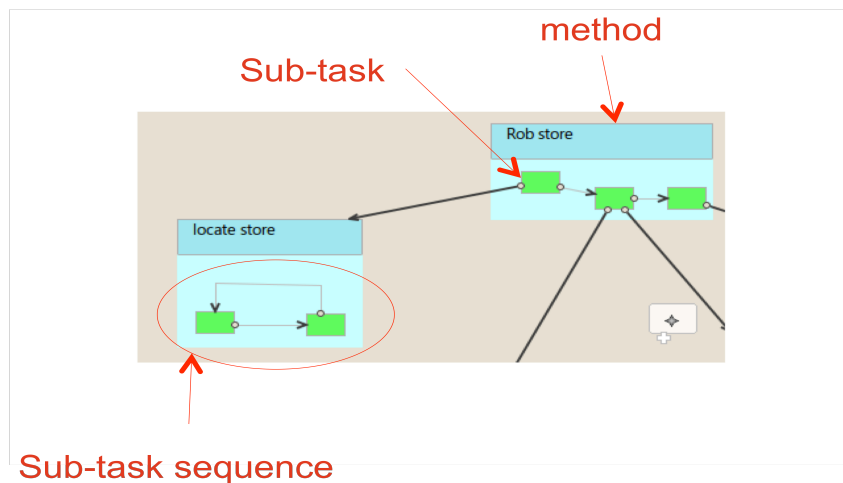 method
Sub-task
Rob store
locate store
Sub-task sequence